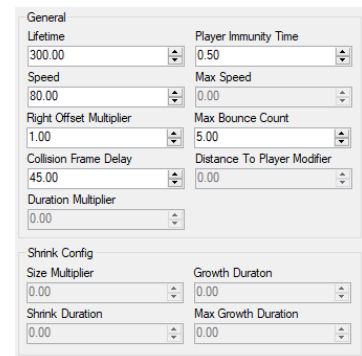 General
Lifetime Player Immunity Time
300.00 0.50
Speed Max Speed
80.00 0.00
Right Offset Multiplier Max Bounce Count
1.00 5.00
Collision Frame Delay Distance To Player Modifier
45.00 0.00
Duration Multiplier
0.00
Shrink Config
Size Multiplier Growth Duraton
0.00 0.00
Shrink Duration Max Growth Duration
0.00 0.00